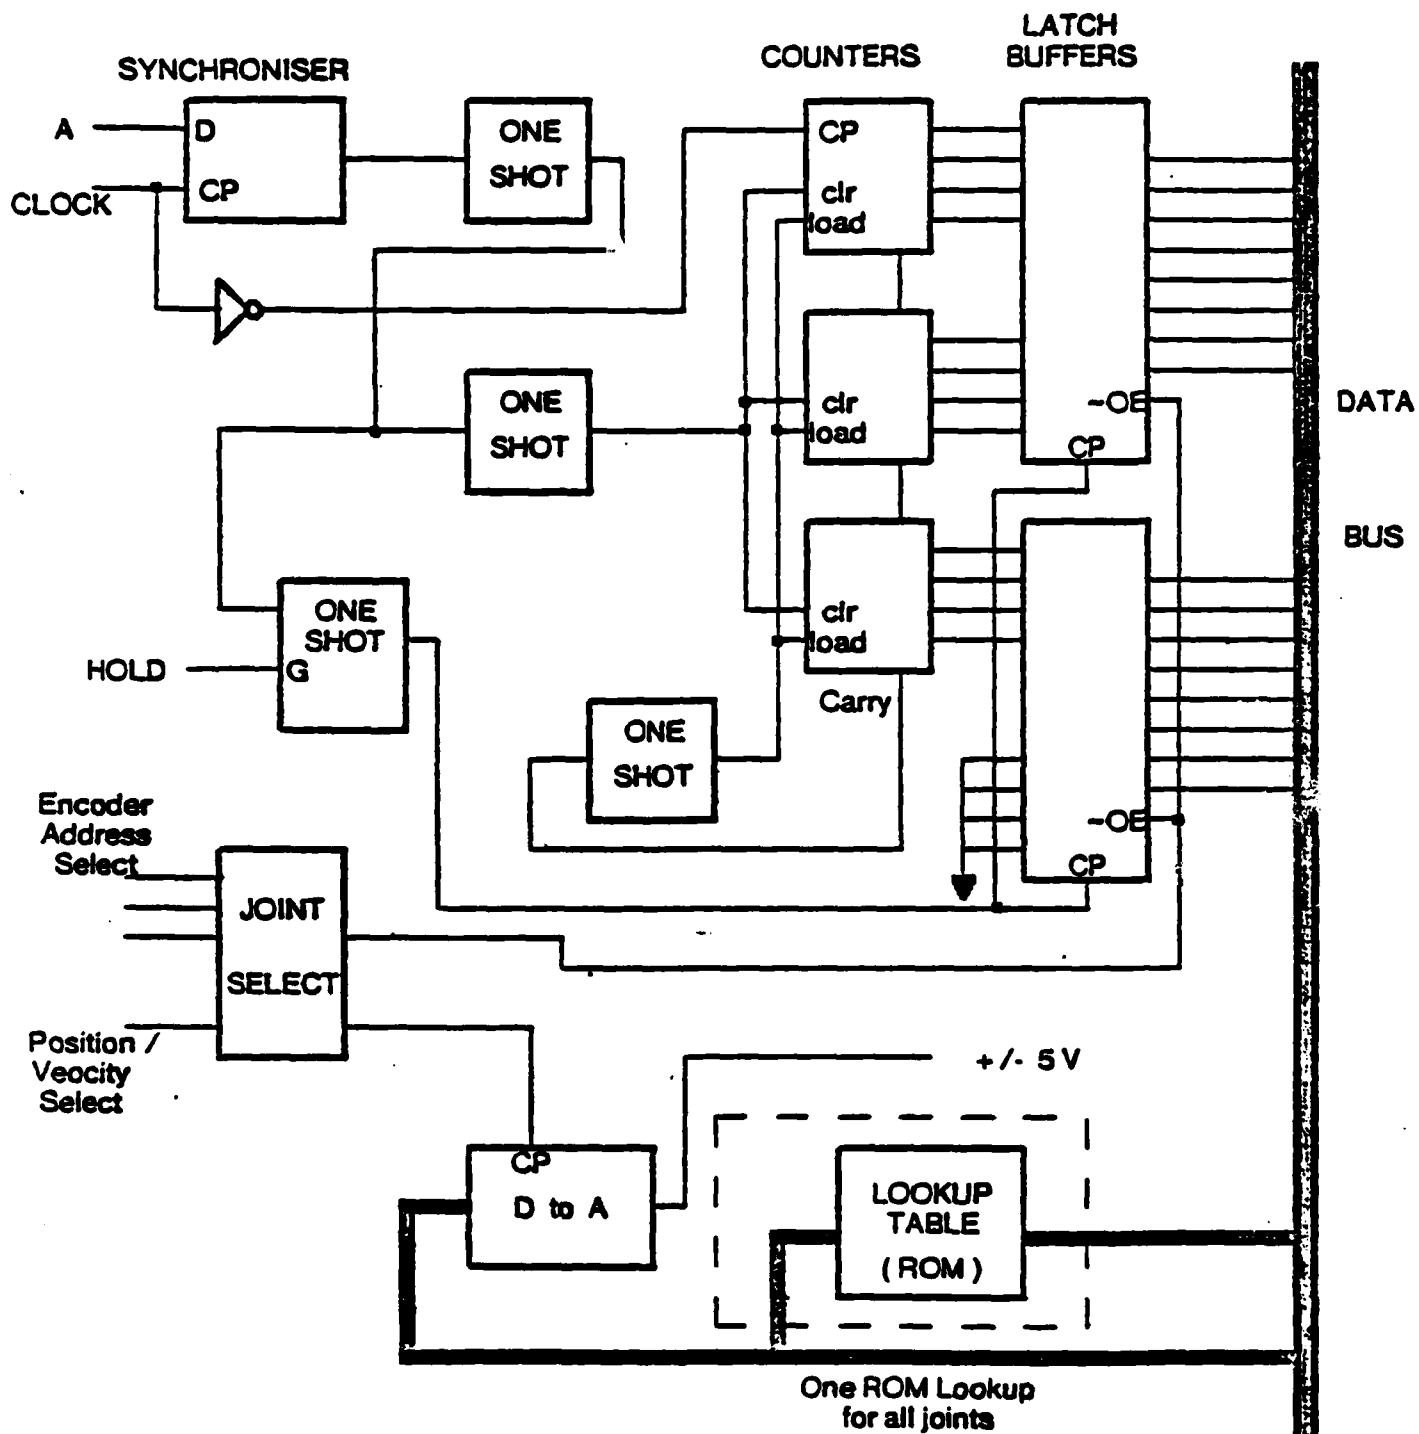 LATCH
BUFFERS
COUNTERS
SYNCHRONISER
A
D
CLOCK
CP
ONE
SHOT
CP
clr
load
ONE
SHOT
clr
load
~OE
CP
DATA
BUS
ONE
SHOT
HOLD
G
clr
load
Carry
ONE
SHOT
~OE
CP
Encoder
Address
Select
JOINT
SELECT
Position /
Veocity
Select
+/- 5 V
CP
D to A
LOOKUP
TABLE
( ROM )
One ROM Lookup
for all joints